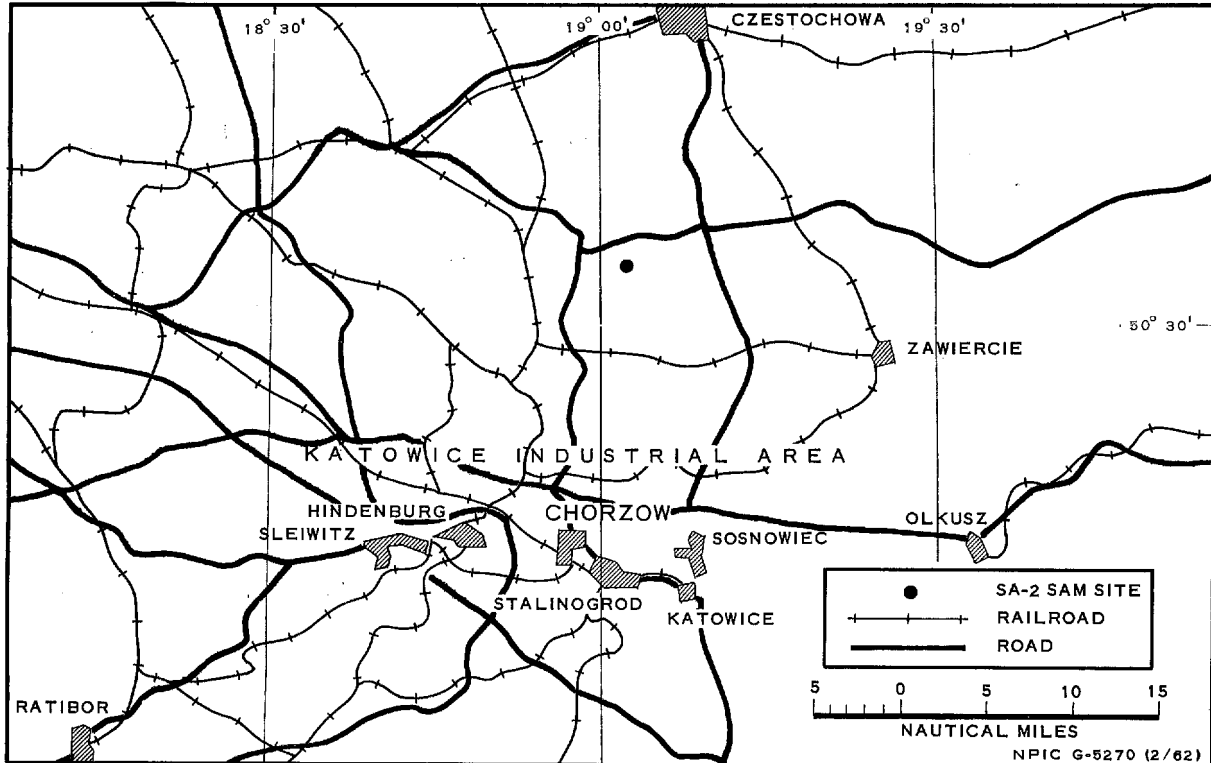 CZESTOCHOWA
18° 30'
19° 00'
19° 30'
50° 30'
ZAWIERCIE
KATOWICE INDUSTRIAL AREA
HINDENBURG
CHORZOW
OLKUSZ
SLEIWITZ
SOSNOWIEC
STALINOGROD
KATOWICE
RATIBOR
SA-2 SAM SITE
RAILROAD
ROAD
5 0 5 10 15
NAUTICAL MILES
NPIC G-5270 (2/62)